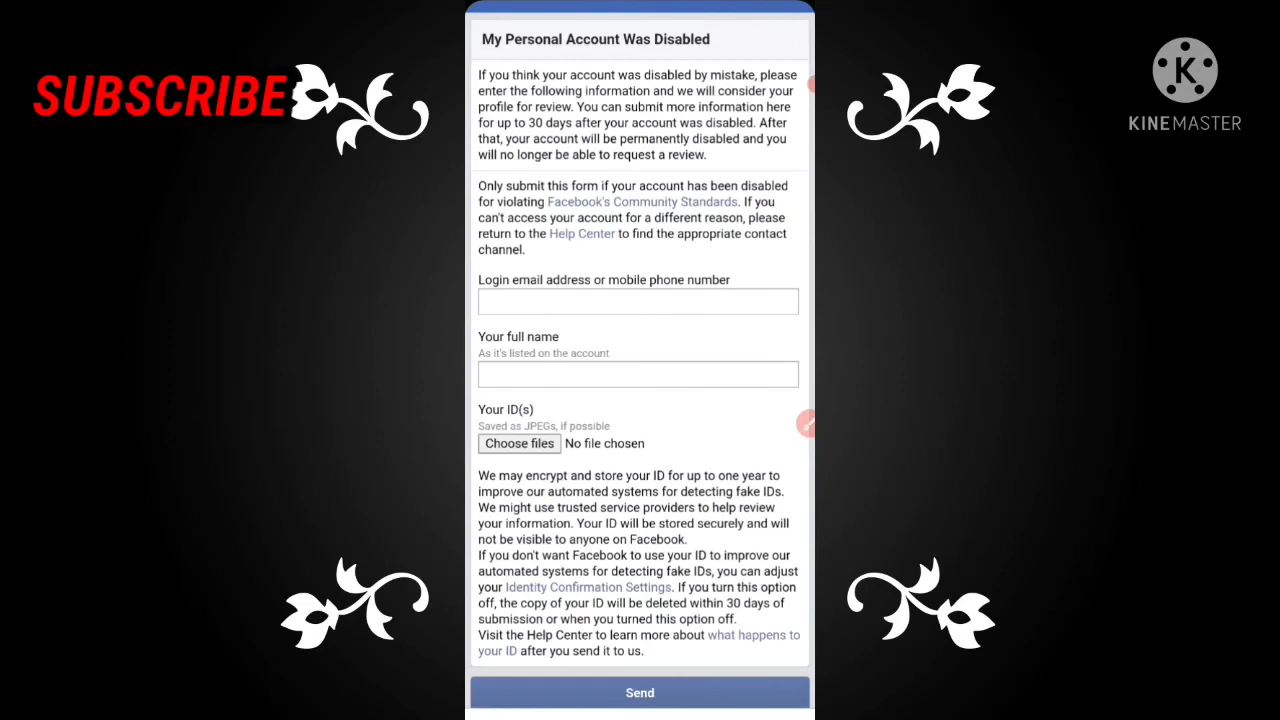 SUBSCRIBE
K
KINEMASTER
My Personal Account Was Disabled
If you think your account was disabled by mistake, please
enter the following information and we will consider your
profile for review. You can submit more information here
for up to 30 days after your account was disabled. After
that, your account will be permanently disabled and you
will no longer be able to request a review.
Only submit this form if your account has been disabled
for violating Facebook's Community Standards. If you
can't access your account for a different reason, please
return to the Help Center to find the appropriate contact
channel.
Login email address or mobile phone number
Your full name
As it's listed on the account
Your ID(s)
Saved as JPEGs, if possible
Choose files No file chosen
We may encrypt and store your ID for up to one year to
improve our automated systems for detecting fake IDs.
We might use trusted service providers to help review
your information. Your ID will be stored securely and will
not be visible to anyone on Facebook.
If you don't want Facebook to use your ID to improve our
automated systems for detecting fake IDs, you can adjust
your Identity Confirmation Settings. If you turn this option
off, the copy of your ID will be deleted within 30 days of
submission or when you turned this option off.
Visit the Help Center to learn more about what happens to
your ID after you send it to us.
Send